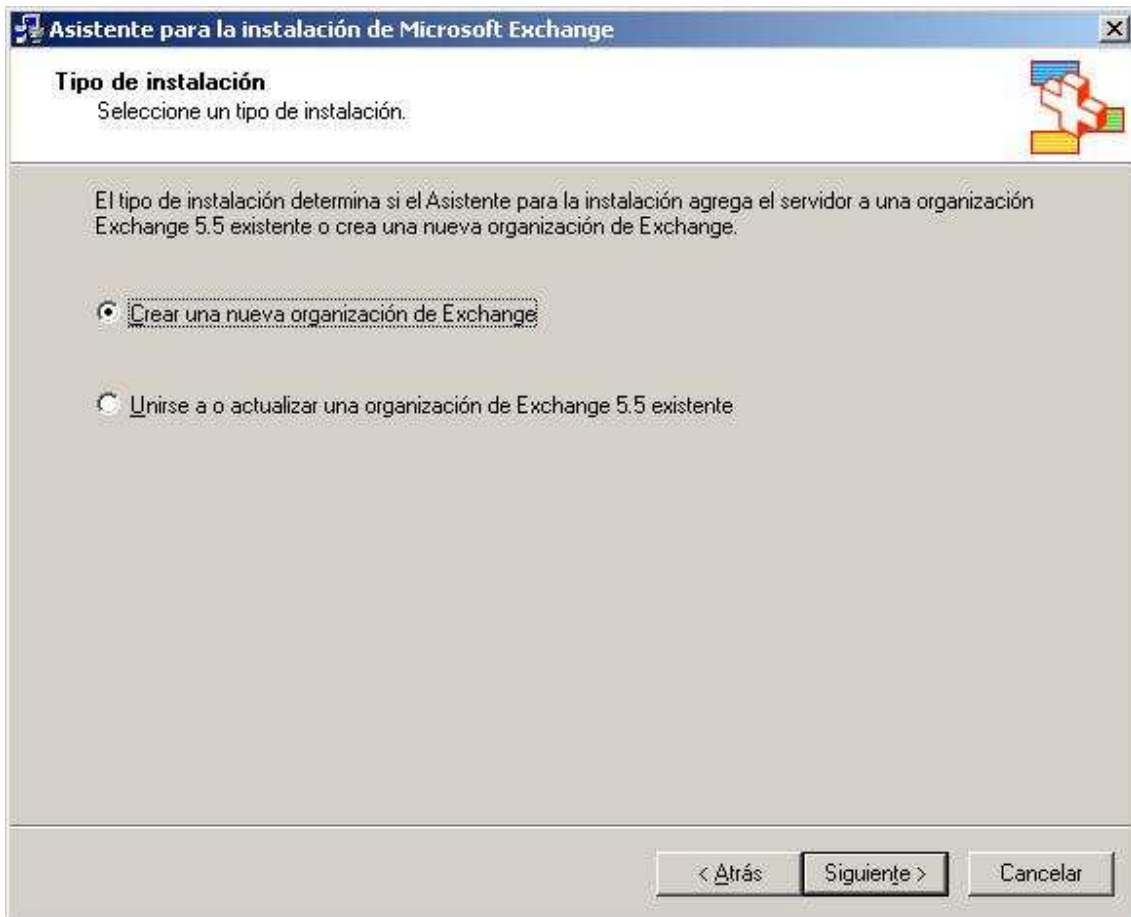 Asistente para la instalación de Microsoft Exchange
Tipo de instalación
Seleccione un tipo de instalación.
El tipo de instalación determina si el Asistente para la instalación agrega el servidor a una organización
Exchange 5.5 existente o crea una nueva organización de Exchange.
Crear una nueva organización de Exchange
Unirse a o actualizar una organización de Exchange 5.5 existente
< Atrás Siguiente > Cancelar